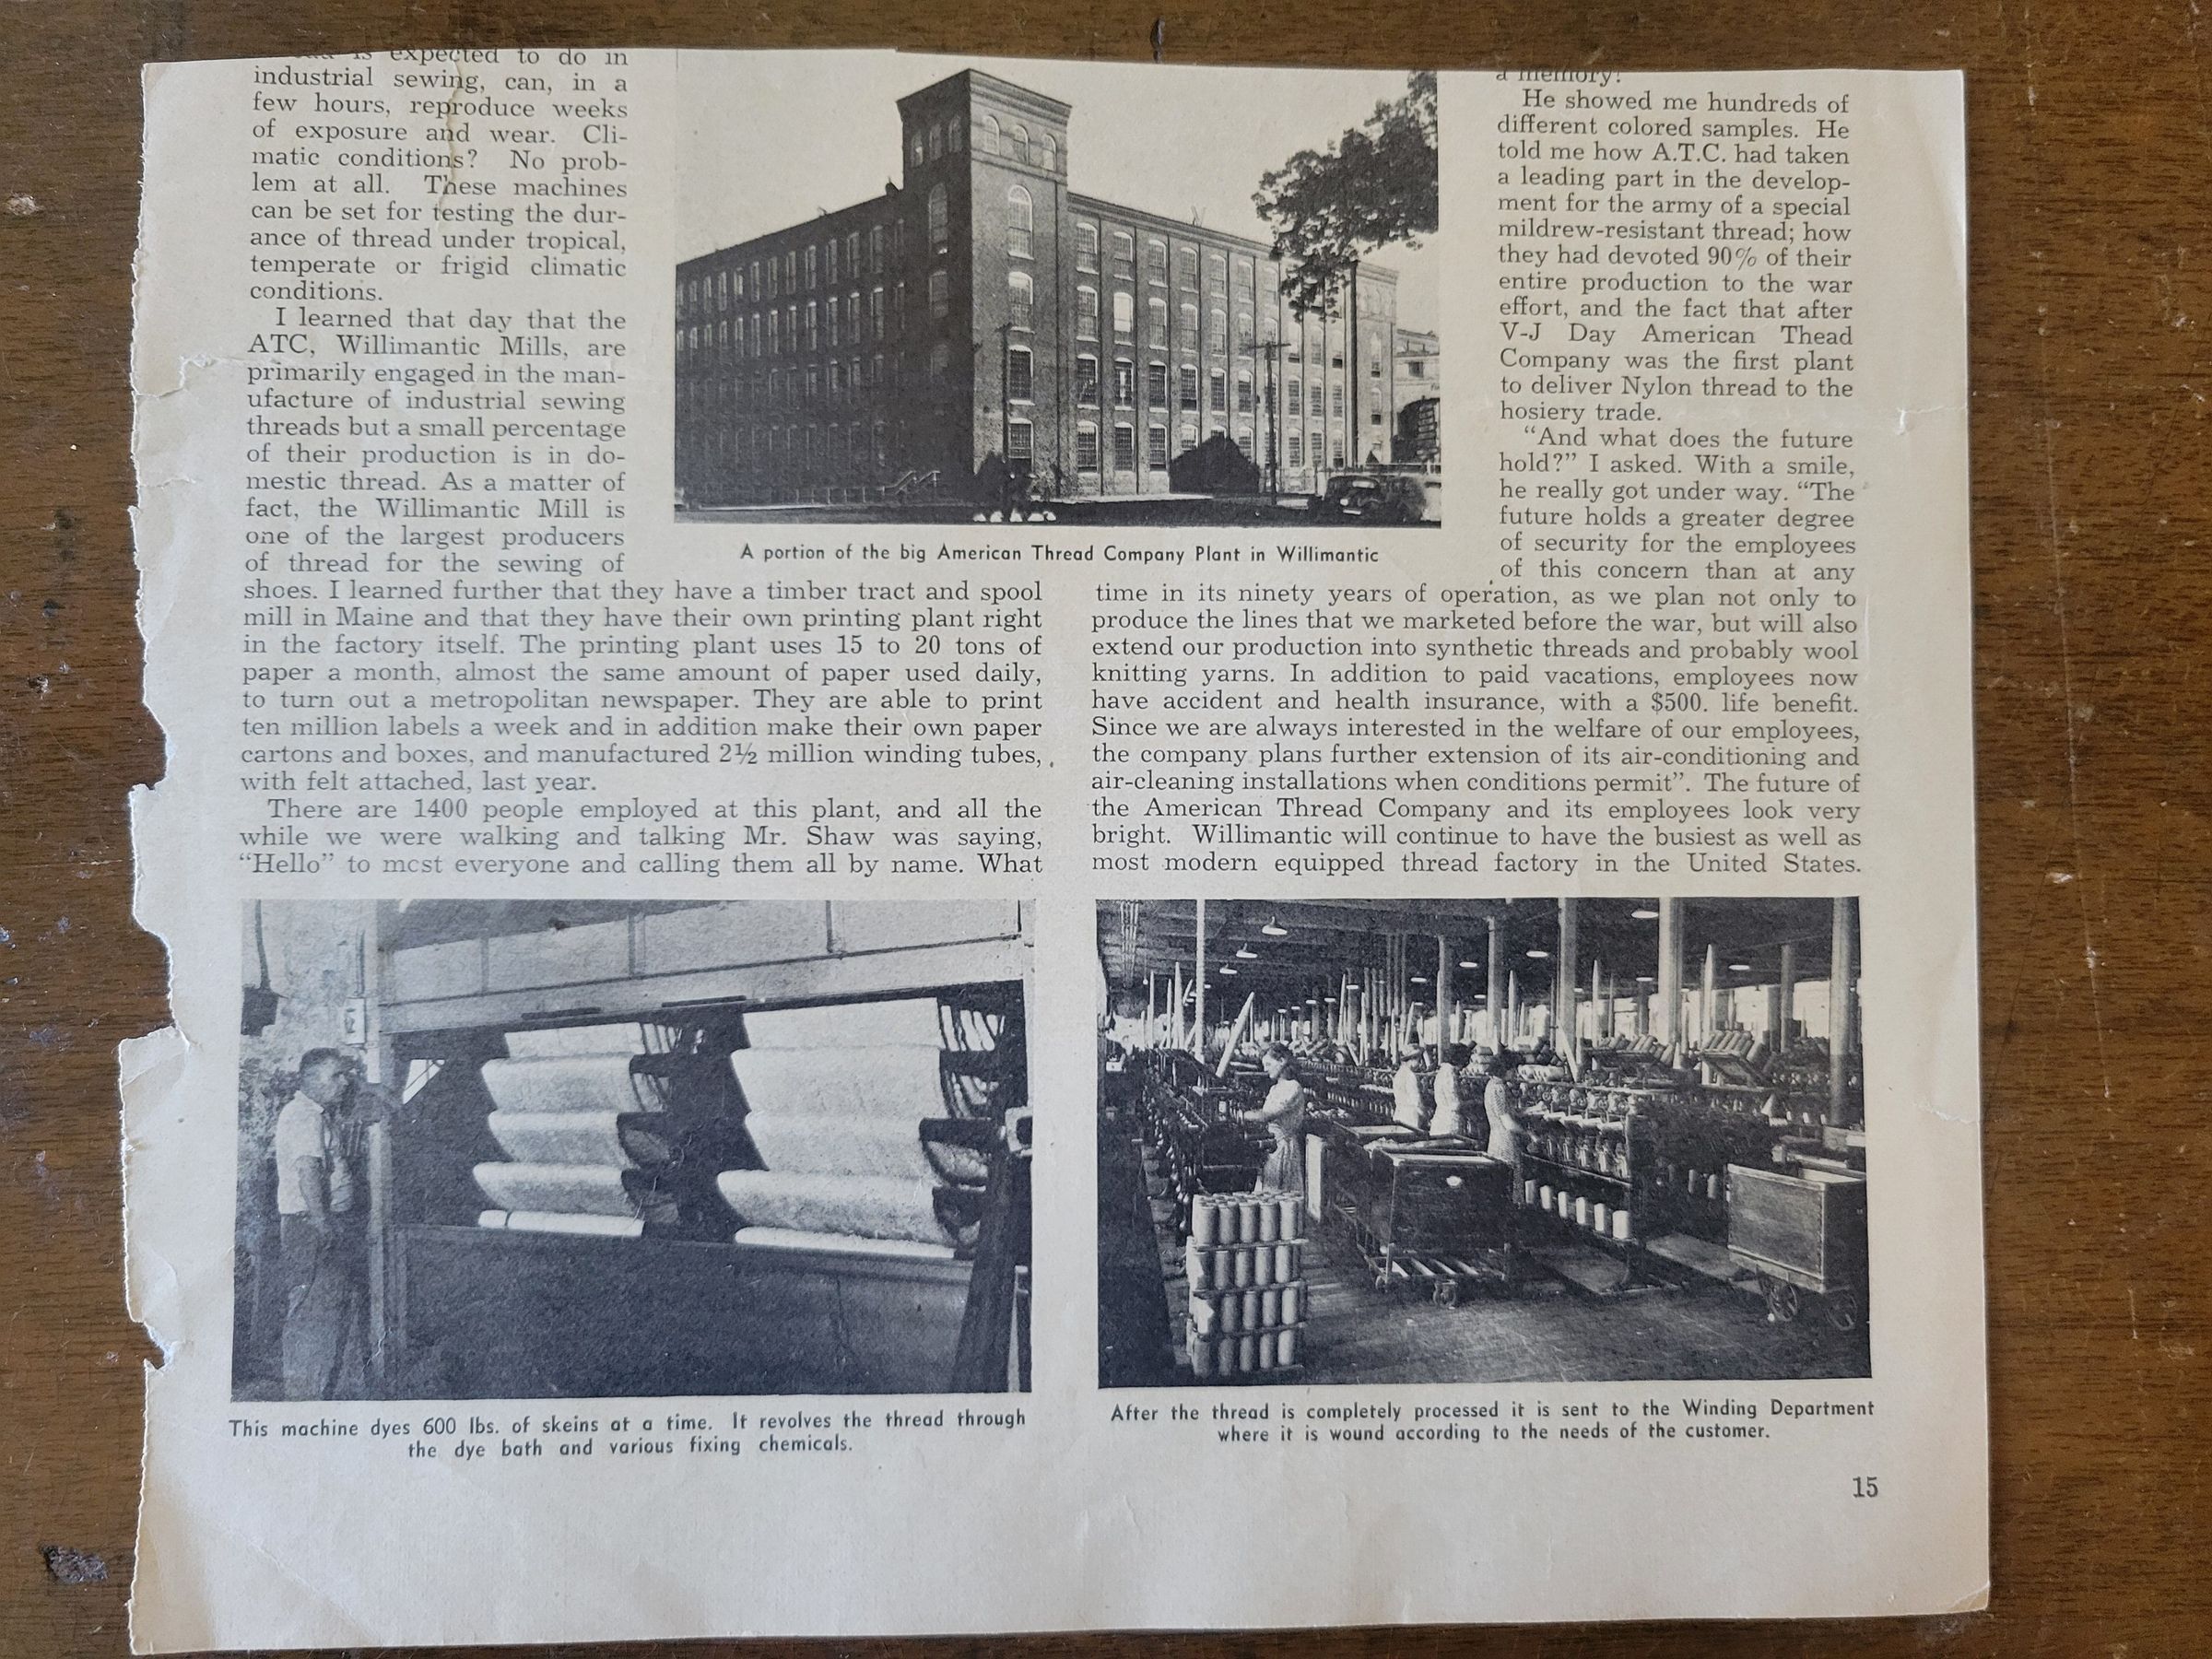 is expected to do in
industrial sewing, can, in a
few hours, reproduce weeks
of exposure and wear. Cli-
matic conditions? No prob-
lem at all. These machines
can be set for testing the dur-
ance of thread under tropical,
temperate or frigid climatic
conditions.
I learned that day that the
ATC, Willimantic Mills, are
primarily engaged in the man-
ufacture of industrial sewing
threads but a small percentage
of their production is in do-
mestic thread. As a matter of
fact, the Willimantic Mill is
one of the largest producers
of thread for the sewing of
shoes. I learned further that they have a timber tract and spool
mill in Maine and that they have their own printing plant right
in the factory itself. The printing plant uses 15 to 20 tons of
paper a month, almost the same amount of paper used daily,
to turn out a metropolitan newspaper. They are able to print
ten million labels a week and in addition make their own paper
cartons and boxes, and manufactured 2½ million winding tubes,
with felt attached, last year.
There are 1400 people employed at this plant, and all the
while we were walking and talking Mr. Shaw was saying,
“Hello” to most everyone and calling them all by name. What
A portion of the big American Thread Company Plant in Willimantic
a memory!
He showed me hundreds of
different colored samples. He
told me how A.T.C. had taken
a leading part in the develop-
ment for the army of a special
mildrew-resistant thread; how
they had devoted 90% of their
entire production to the war
effort, and the fact that after
V-J Day American Thead
Company was the first plant
to deliver Nylon thread to the
hosiery trade.
“And what does the future
hold?” I asked. With a smile,
he really got under way. “The
future holds a greater degree
of security for the employees
of this concern than at any
time in its ninety years of operation, as we plan not only to
produce the lines that we marketed before the war, but will also
extend our production into synthetic threads and probably wool
knitting yarns. In addition to paid vacations, employees now
have accident and health insurance, with a $500. life benefit.
Since we are always interested in the welfare of our employees,
the company plans further extension of its air-conditioning and
air-cleaning installations when conditions permit”. The future of
the American Thread Company and its employees look very
bright. Willimantic will continue to have the busiest as well as
most modern equipped thread factory in the United States.
This machine dyes 600 lbs. of skeins at a time. It revolves the thread through
the dye bath and various fixing chemicals.
After the thread is completely processed it is sent to the Winding Department
where it is wound according to the needs of the customer.
15